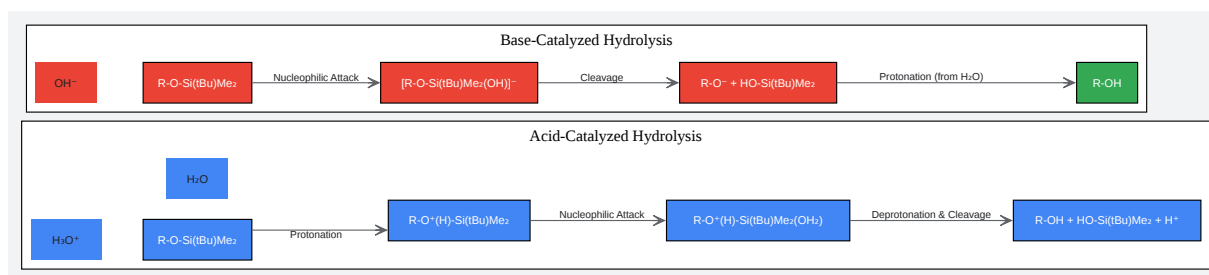 Base-Catalyzed Hydrolysis
OH⁻
R-O-Si(tBu)Me₂
Nucleophilic Attack
[R-O-Si(tBu)Me₂(OH)]⁻
Cleavage
R-O⁻ + HO-Si(tBu)Me₂
Protonation (from H₂O)
R-OH
Acid-Catalyzed Hydrolysis
H₂O
H₃O⁺
R-O-Si(tBu)Me₂
Protonation
R-O⁺(H)-Si(tBu)Me₂
Nucleophilic Attack
R-O⁺(H)-Si(tBu)Me₂(OH₂)
Deprotonation & Cleavage
R-OH + HO-Si(tBu)Me₂ + H⁺